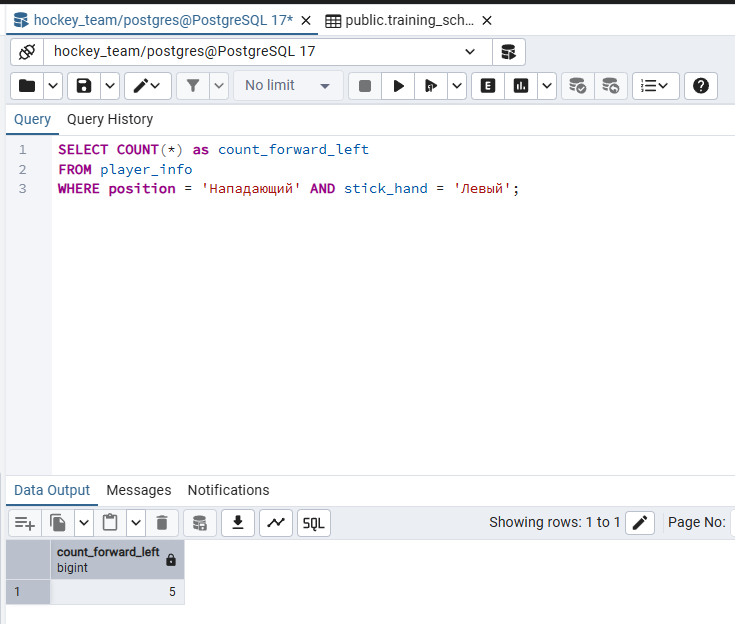 hockey_team/postgres@PostgreSQL 17*
public.training_sch...
hockey_team/postgres@PostgreSQL 17
No limit
E
Query
Query History
1 SELECT COUNT(*) as count_forward_left
2 FROM player_info
3 WHERE position = 'Нападающий' AND stick_hand = 'Левый';
Data Output
Messages
Notifications
SQL
Showing rows: 1 to 1
Page No:
count_forward_left
bigint
1 5